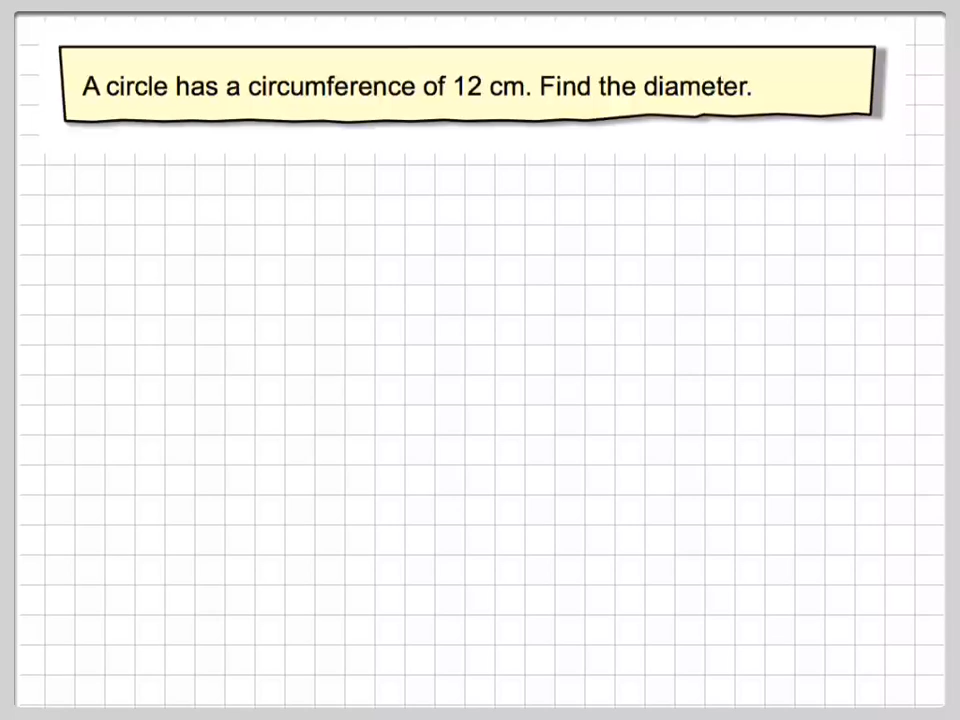 A circle has a circumference of 12 cm. Find the diameter.